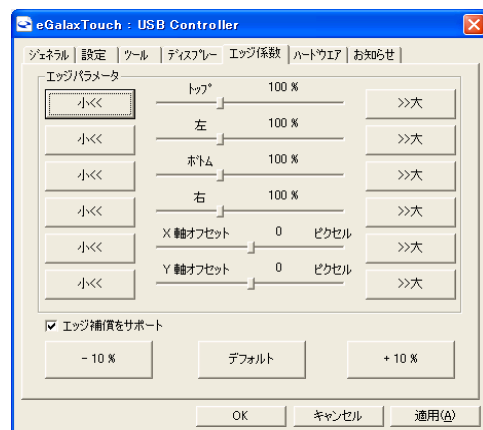 eGalaxTouch : USB Controller
ジェネラル 設定 ツール ディスプレー エッジ係数 ハードウエア お知らせ
エッジパラメータ
小<< トップ 100 % >>大
小<< 左 100 % >>大
小<< ボトム 100 % >>大
小<< 右 100 % >>大
小<< X 軸オフセット 0 ピクセル >>大
小<< Y 軸オフセット 0 ピクセル >>大
エッジ補償をサポート
- 10 % デフォルト + 10 %
OK キャンセル 適用(A)